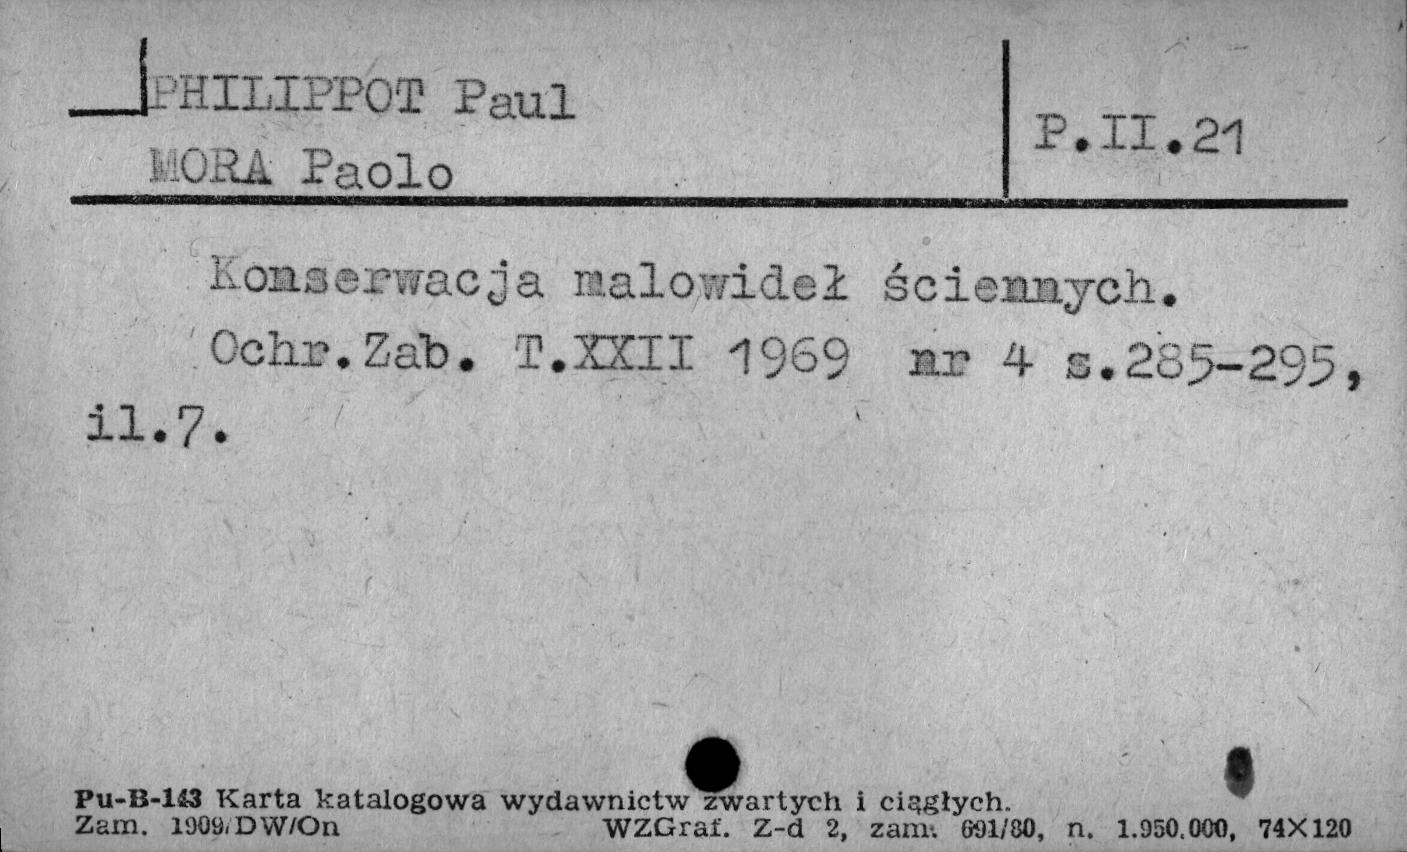 PHILIPPOT Paul
MORA Paolo
P.II.21
Konserwacja malowideł ściennych.
Ochr.Zab. T.XXII 1969 nr 4 s.285-295,
il.7.
Pu-B-143 Karta katalogowa wydawnictw zwartych i ciągłych.
Zam. 1909/DW/On WZGraf. Z-d 2, zam. 691/80, n. 1.950.000, 74X120